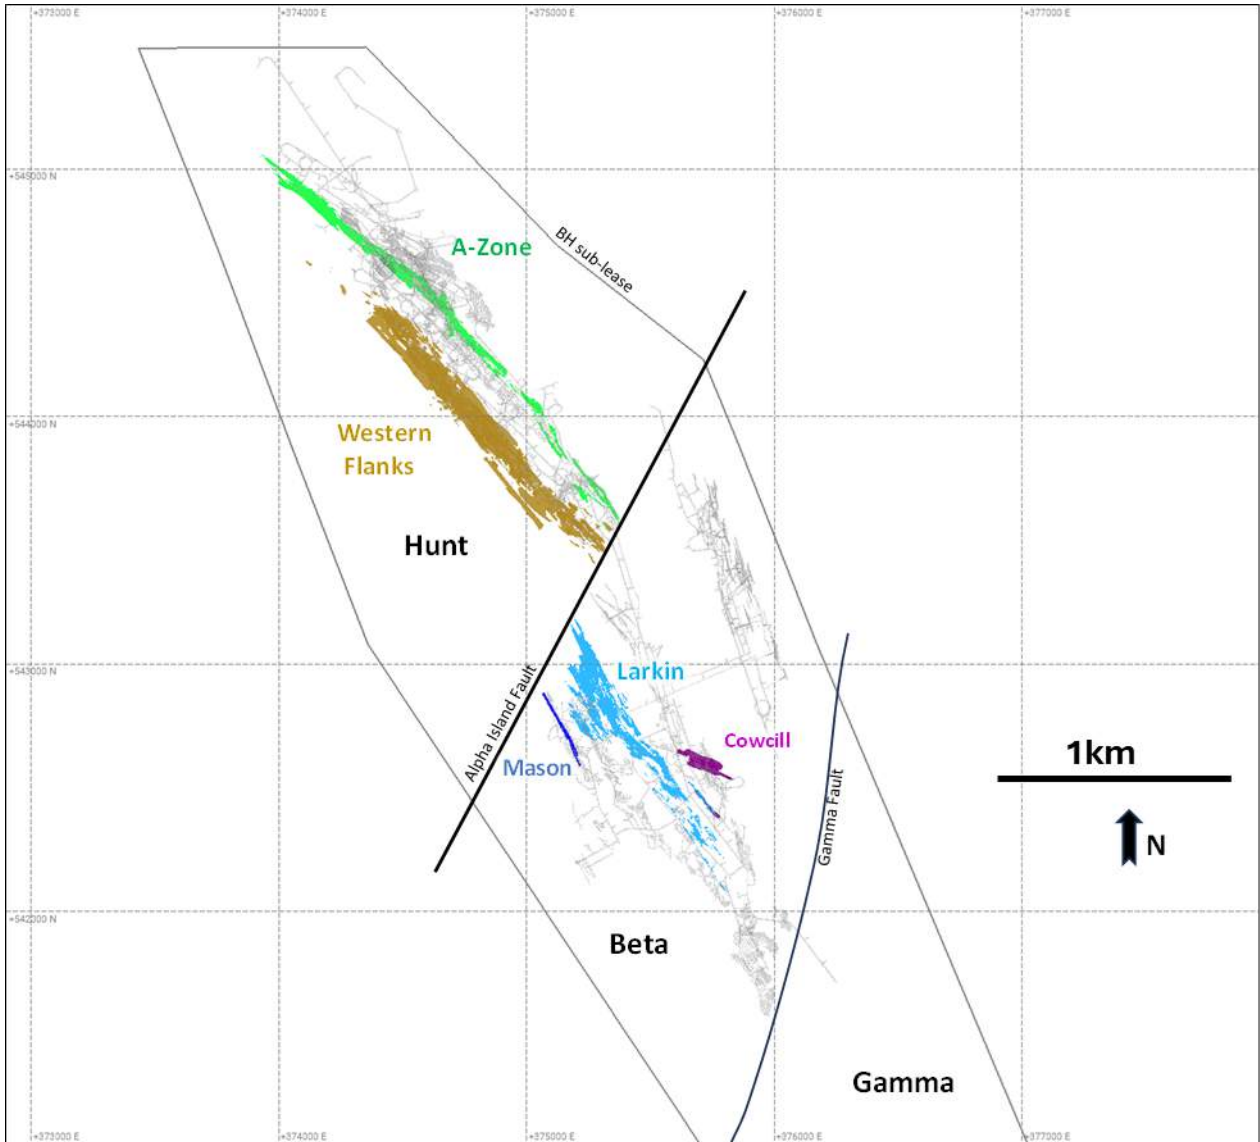 +373000 E
+374000 E
+375000 E
+376000 E
+377000 E
+545000 N
A-Zone
BH sub-lease
+544000 N
Western
Flanks
Hunt
+543000 N
Larkin
Alpha Island Fault
Cowcill
Mason
1km
Gamma Fault
N
+542000 N
Beta
Gamma
+373000 E
+374000 E
+375000 E
+376000 E
+377000 E